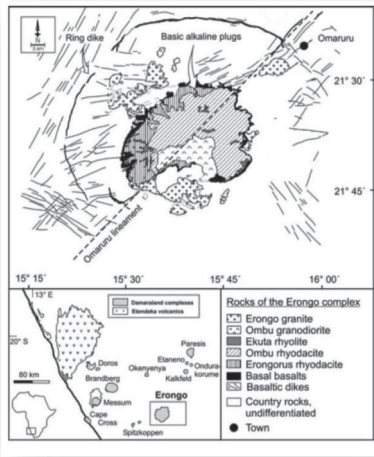 N
5 km
Ring dike
Basic alkaline plugs
Omaruru
21° 30'
21° 45'
Omaruru lineament
15° 15'
15° 30'
15° 45'
16° 00'
13° E
20° S
Damaraland complexes
Etendeka volcanics
80 km
Doros
Brandberg
Messum
Cape
Cross
Spitzkoppen
Okenyenya
Paresis
Etaneno
Ondura-
korume
Kalkfeld
Erongo
Rocks of the Erongo complex
Erongo granite
Ombu granodiorite
Ekuta rhyolite
Ombu rhyodacite
Erongorus rhyodacite
Basal basalts
Basaltic dikes
Country rocks,
undifferentiated
Town